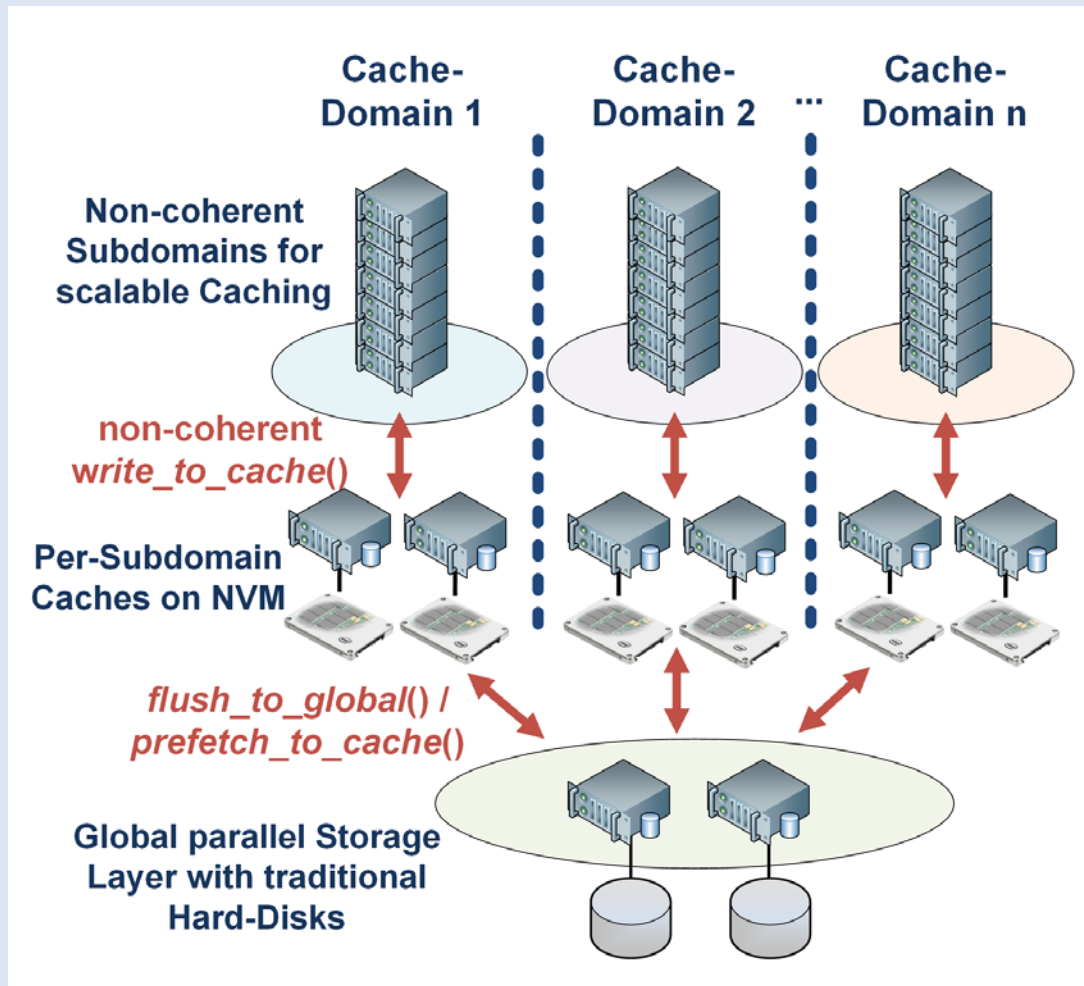 Cache-
Domain 1
Cache-
Domain 2
...
Cache-
Domain n
Non-coherent
Subdomains for
scalable Caching
non-coherent
write_to_cache()
Per-Subdomain
Caches on NVM
flush_to_global() /
prefetch_to_cache()
Global parallel Storage
Layer with traditional
Hard-Disks